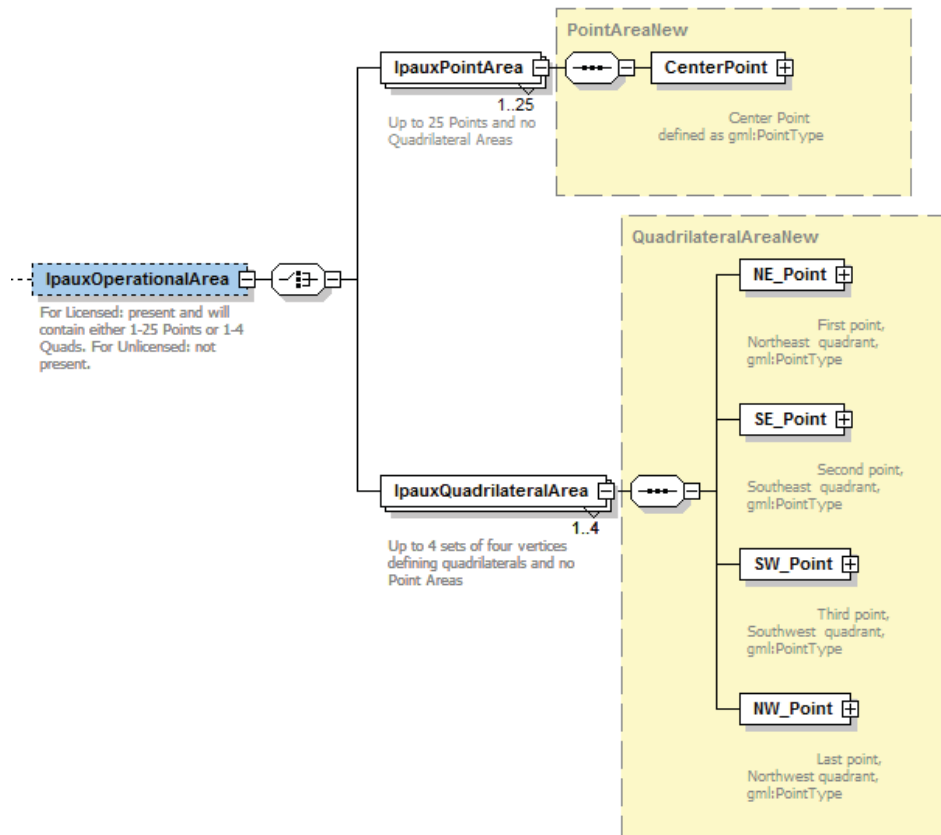 PointAreaNew
IpauxPointArea
CenterPoint
1..25
Up to 25 Points and no
Quadrilateral Areas
Center Point
defined as gml:PointType
QuadrilateralAreaNew
IpauxOperationalArea
For Licensed: present and will
contain either 1-25 Points or 1-4
Quads. For Unlicensed: not
present.
NE_Point
First point,
Northeast quadrant,
gml:PointType
SE_Point
Second point,
Southeast quadrant,
gml:PointType
IpauxQuadrilateralArea
1..4
Up to 4 sets of four vertices
defining quadrilaterals and no
Point Areas
SW_Point
Third point,
Southwest quadrant,
gml:PointType
NW_Point
Last point,
Northwest quadrant,
gml:PointType